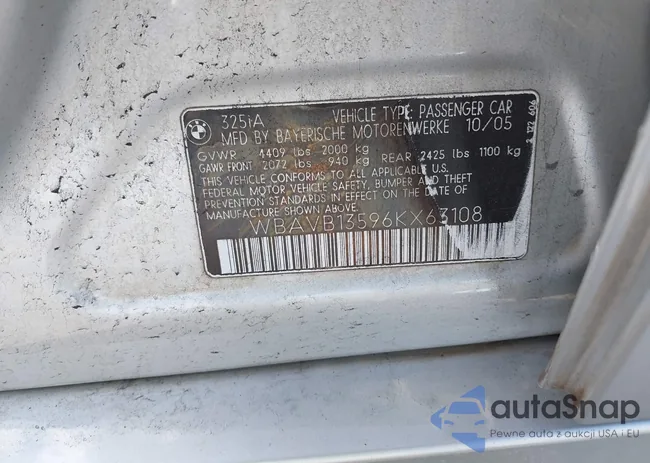 325iA VEHICLE TYPE: PASSENGER CAR
MFD BY BAYERISCHE MOTORENWERKE 10/05
GVWR 4409 lbs 2000 kg
GAWR FRONT 2072 lbs 940 kg REAR 2425 lbs 1100 kg
THIS VEHICLE CONFORMS TO ALL APPLICABLE U.S.
FEDERAL MOTOR VEHICLE SAFETY, BUMPER AND THEFT
PREVENTION STANDARDS IN EFFECT ON THE DATE OF
MANUFACTURE SHOWN ABOVE.
WBAVB13596KX63108
autaSnap
Pewne auta z aukcji USA i EU